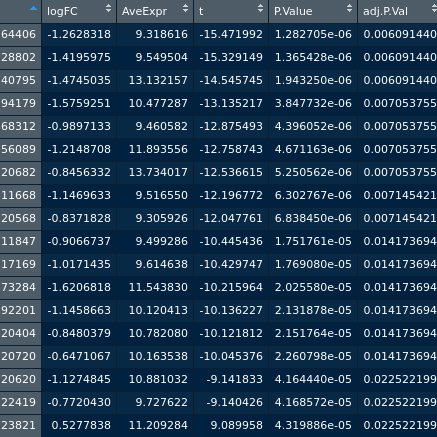 logFC AveExpr t P.Value adj.P.Val
64406 -1.2628318 9.318616 -15.471992 1.282705e-06 0.006091440
28802 -1.4195975 9.549504 -15.329149 1.365428e-06 0.006091440
40795 -1.4745035 13.132157 -14.545745 1.943250e-06 0.006091440
94179 -1.5759251 10.477287 -13.135217 3.847732e-06 0.007053755
68312 -0.9897133 9.460582 -12.875493 4.396052e-06 0.007053755
56089 -1.2148708 11.893556 -12.758743 4.671163e-06 0.007053755
20682 -0.8456332 13.734017 -12.536615 5.250562e-06 0.007053755
11668 -1.1469633 9.516550 -12.196772 6.302767e-06 0.007145421
20568 -0.8371828 9.305926 -12.047761 6.838450e-06 0.007145421
11847 -0.9066737 9.499286 -10.445436 1.751761e-05 0.014173694
17169 -1.0171435 9.614638 -10.429747 1.769080e-05 0.014173694
73284 -1.6206818 11.543830 -10.215964 2.025580e-05 0.014173694
92201 -1.1458663 10.120413 -10.136227 2.131878e-05 0.014173694
20404 -0.8480379 10.782080 -10.121812 2.151764e-05 0.014173694
20720 -0.6471067 10.163538 -10.045376 2.260798e-05 0.014173694
20620 -1.1274845 10.881032 -9.141833 4.164440e-05 0.022522199
22419 -0.7720430 9.727622 -9.140426 4.168572e-05 0.022522199
23821 0.5277838 11.209284 9.089958 4.319886e-05 0.022522199